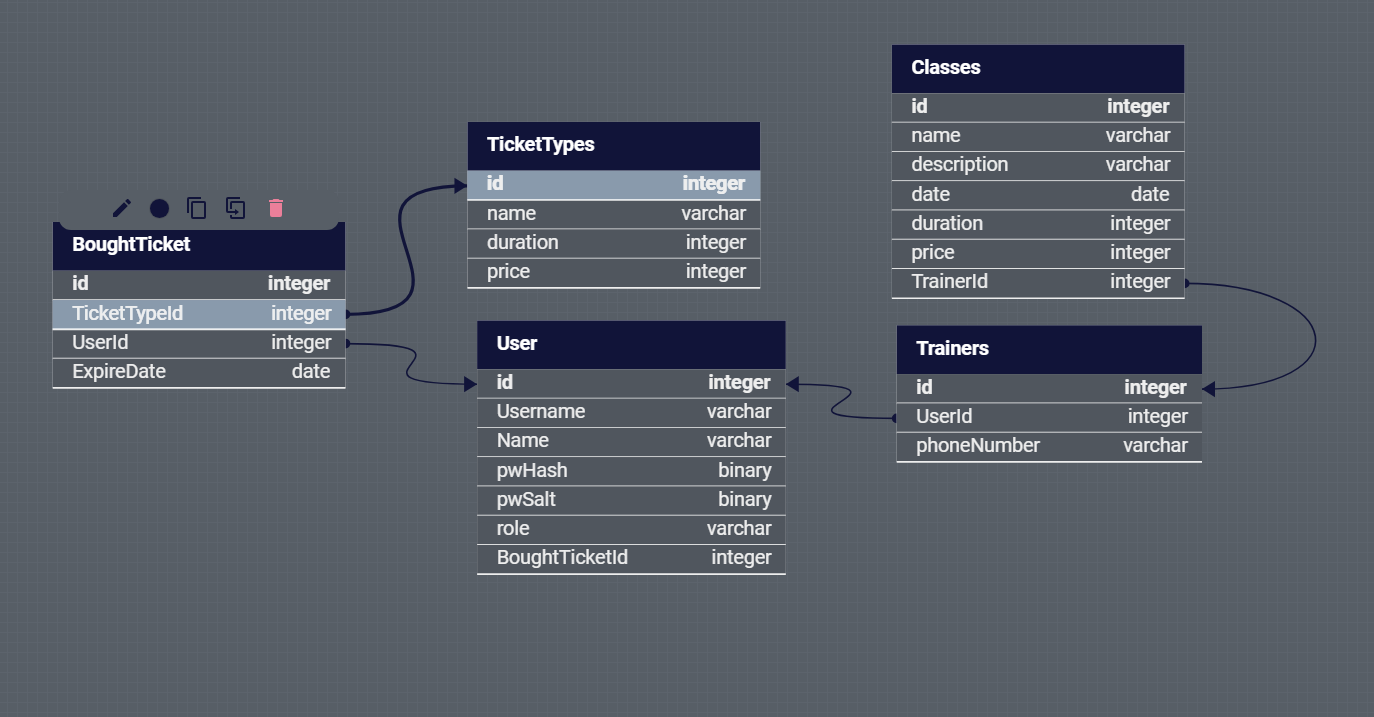 BoughtTicket
id integer
TicketTypeId integer
UserId integer
ExpireDate date
TicketTypes
id integer
name varchar
duration integer
price integer
User
id integer
Username varchar
Name varchar
pwHash binary
pwSalt binary
role varchar
BoughtTicketId integer
Classes
id integer
name varchar
description varchar
date date
duration integer
price integer
TrainerId integer
Trainers
id integer
UserId integer
phoneNumber varchar